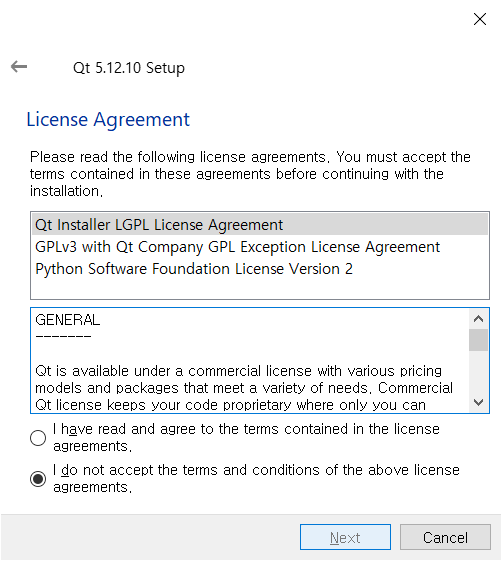 Qt 5.12.10 Setup
License Agreement
Please read the following license agreements. You must accept the
terms contained in these agreements before continuing with the
installation.
Qt Installer LGPL License Agreement
GPLv3 with Qt Company GPL Exception License Agreement
Python Software Foundation License Version 2
GENERAL
-------
Qt is available under a commercial license with various pricing
models and packages that meet a variety of needs. Commercial
Qt license keeps your code proprietary where only you can
I have read and agree to the terms contained in the license
agreements.
I do not accept the terms and conditions of the above license
agreements.
Next
Cancel